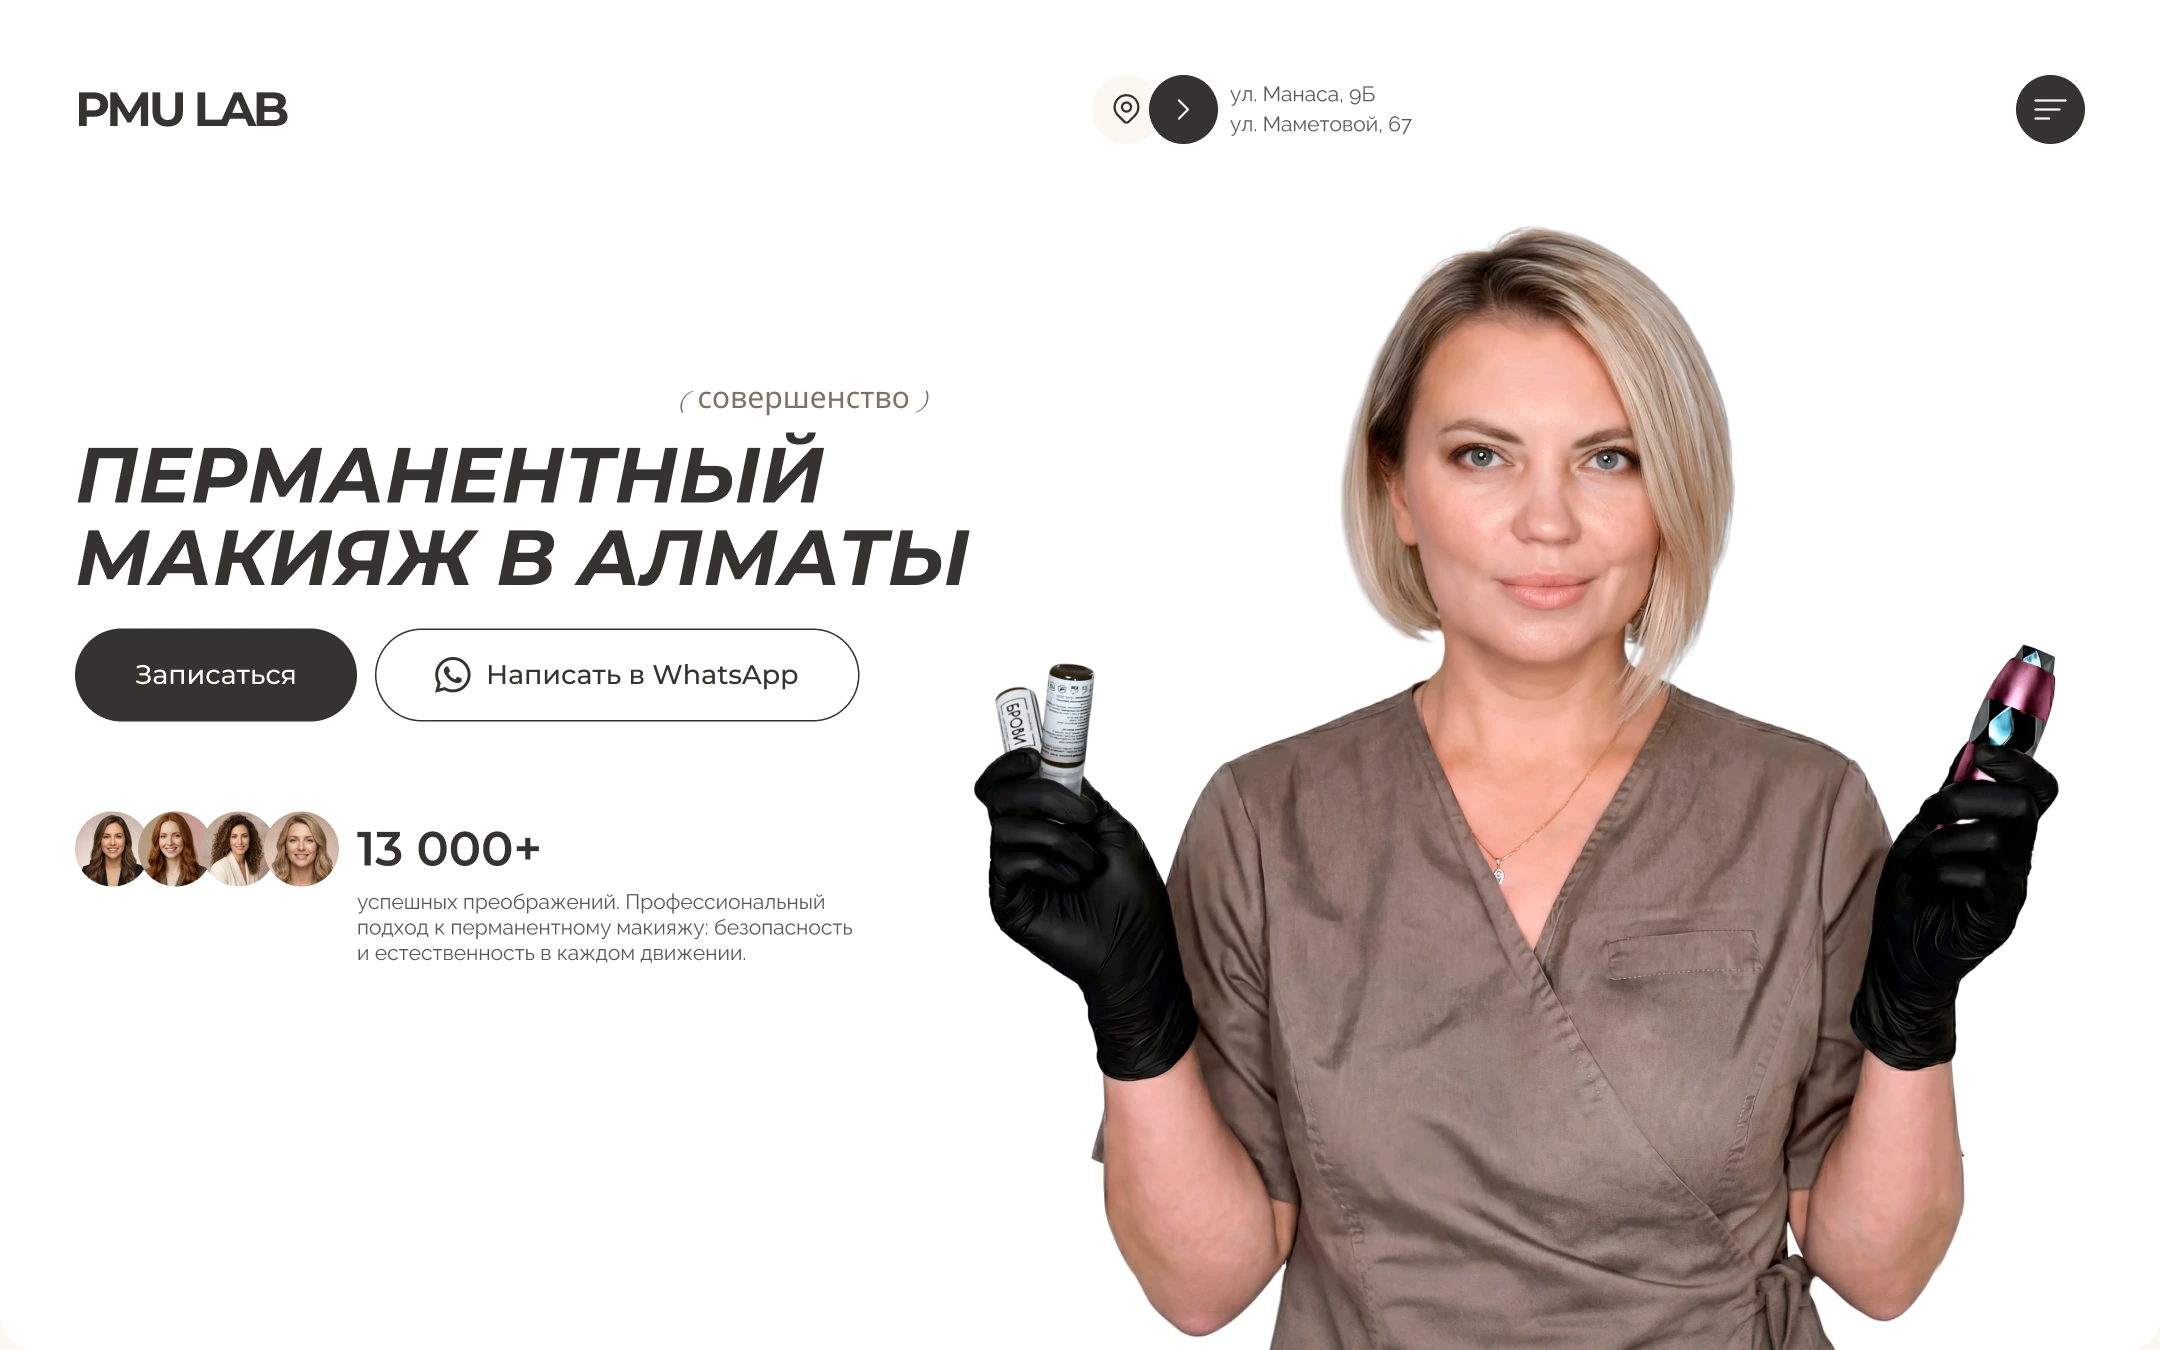 PMU LAB
ул. Манаса, 9Б
ул. Маметовой, 67
( совершенство )
ПЕРМАНЕНТНЫЙ
МАКИЯЖ В АЛМАТЫ
Записаться
Написать в WhatsApp
13 000+
успешных преображений. Профессиональный
подход к перманентному макияжу: безопасность
и естественность в каждом движении.
БРОВИ